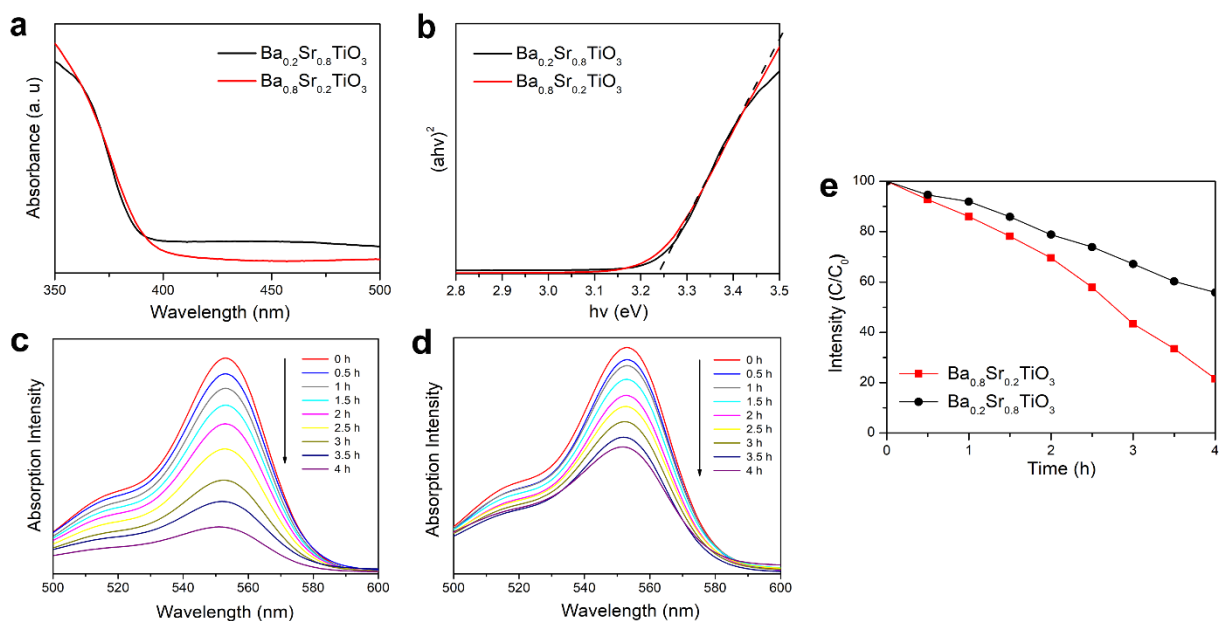 a
Ba0.2Sr0.8TiO3
Ba0.8Sr0.2TiO3
Absorbance (a. u)
350
400
450
500
Wavelength (nm)
b
Ba0.2Sr0.8TiO3
Ba0.8Sr0.2TiO3
(ahv)2
2.8
2.9
3.0
3.1
3.2
3.3
3.4
3.5
hv (eV)
c
0 h
0.5 h
1 h
1.5 h
2 h
2.5 h
3 h
3.5 h
4 h
Absorption Intensity
500
520
540
560
580
600
Wavelength (nm)
d
0 h
0.5 h
1 h
1.5 h
2 h
2.5 h
3 h
3.5 h
4 h
Absorption Intensity
500
520
540
560
580
600
Wavelength (nm)
e
100
80
60
40
20
0
Intensity (C/C0)
Ba0.8Sr0.2TiO3
Ba0.2Sr0.8TiO3
0
1
2
3
4
Time (h)